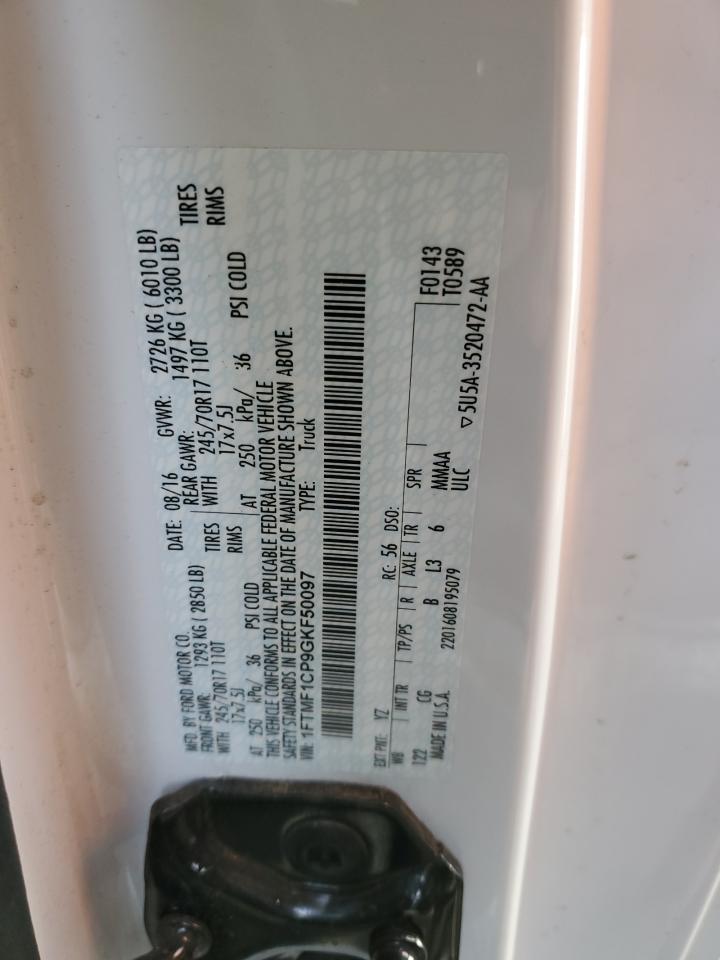 MFD. BY FORD MOTOR CO. DATE: 08/16 GVWR: 2726 KG ( 6010 LB)
FRONT GAWR: 1293 KG ( 2850 LB) REAR GAWR: 1497 KG ( 3300 LB)
WITH 245/70R17 110T TIRES WITH 245/70R17 110T TIRES
17x7.5J RIMS 17x7.5J RIMS
AT 250 kPa/ 36 PSI COLD AT 250 kPa/ 36 PSI COLD
THIS VEHICLE CONFORMS TO ALL APPLICABLE FEDERAL MOTOR VEHICLE
SAFETY STANDARDS IN EFFECT ON THE DATE OF MANUFACTURE SHOWN ABOVE.
VIN: 1FTMF1CP9GKF50097 TYPE: Truck
EXT PNT: YZ RC: 56 DSO:
WB INT TR TP/PS R AXLE TR SPR F0143
122 CG B L3 6 MMAA T0589
MADE IN U.S.A. 2201608195079 ULC
▽5U5A-3520472-AA